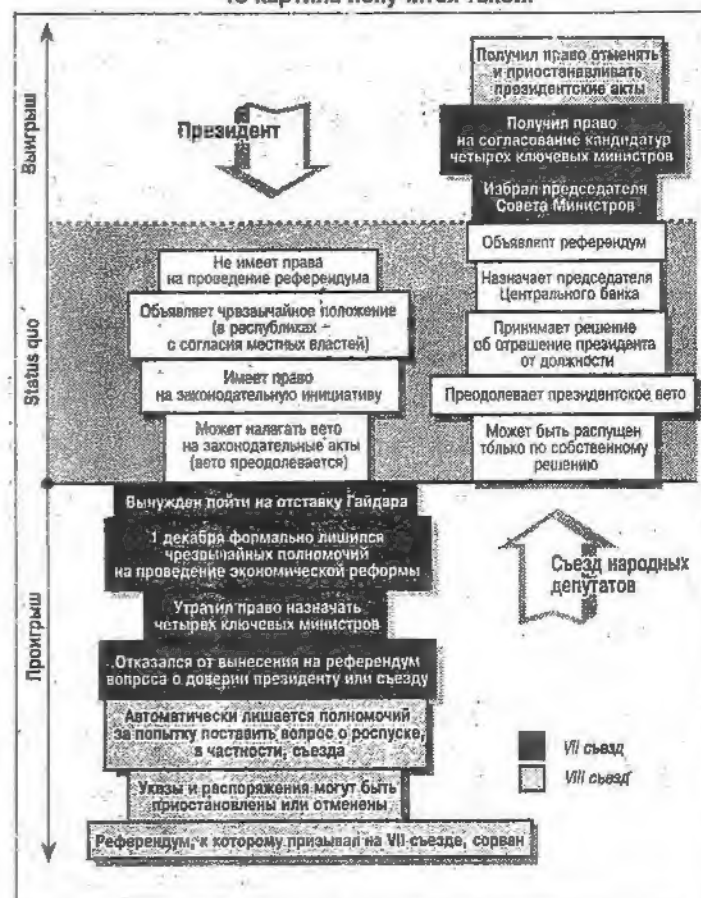 то картина получится такой:
Выигрыш
Президент
Получил право отменять
и приостанавливать
президентские акты
Получил право
на согласование кандидатур
четырех ключевых министров
Избрал председателя
Совета Министров
Status quo
Не имеет права
на проведение референдума
Объявляет чрезвычайное положение
(в республиках –
с согласия местных властей)
Имеет право
на законодательную инициативу
Может налагать вето
на законодательные акты
(вето преодолевается)
Объявляет референдум
Назначает председателя
Центрального банка
Принимает решение
об отрешение президента
от должности
Преодолевает президентское вето
Может быть распущен
только по собственному
решению
Проигрыш
Вынужден пойти на отставку Гайдара
1 декабря формально лишился
чрезвычайных полномочий
на проведение экономической реформы
Утратил право назначать
четырех ключевых министров
Отказался от вынесения на референдум
вопроса о доверии президенту или съезду
Автоматически лишается полномочий
за попытку поставить вопрос о роспуске,
в частности, съезда
Указы и распоряжения могут быть
приостановлены или отменены
Референдум, к которому призывал на VII съезде, сорван
Съезд народных
депутатов
VII съезд
VIII съезд